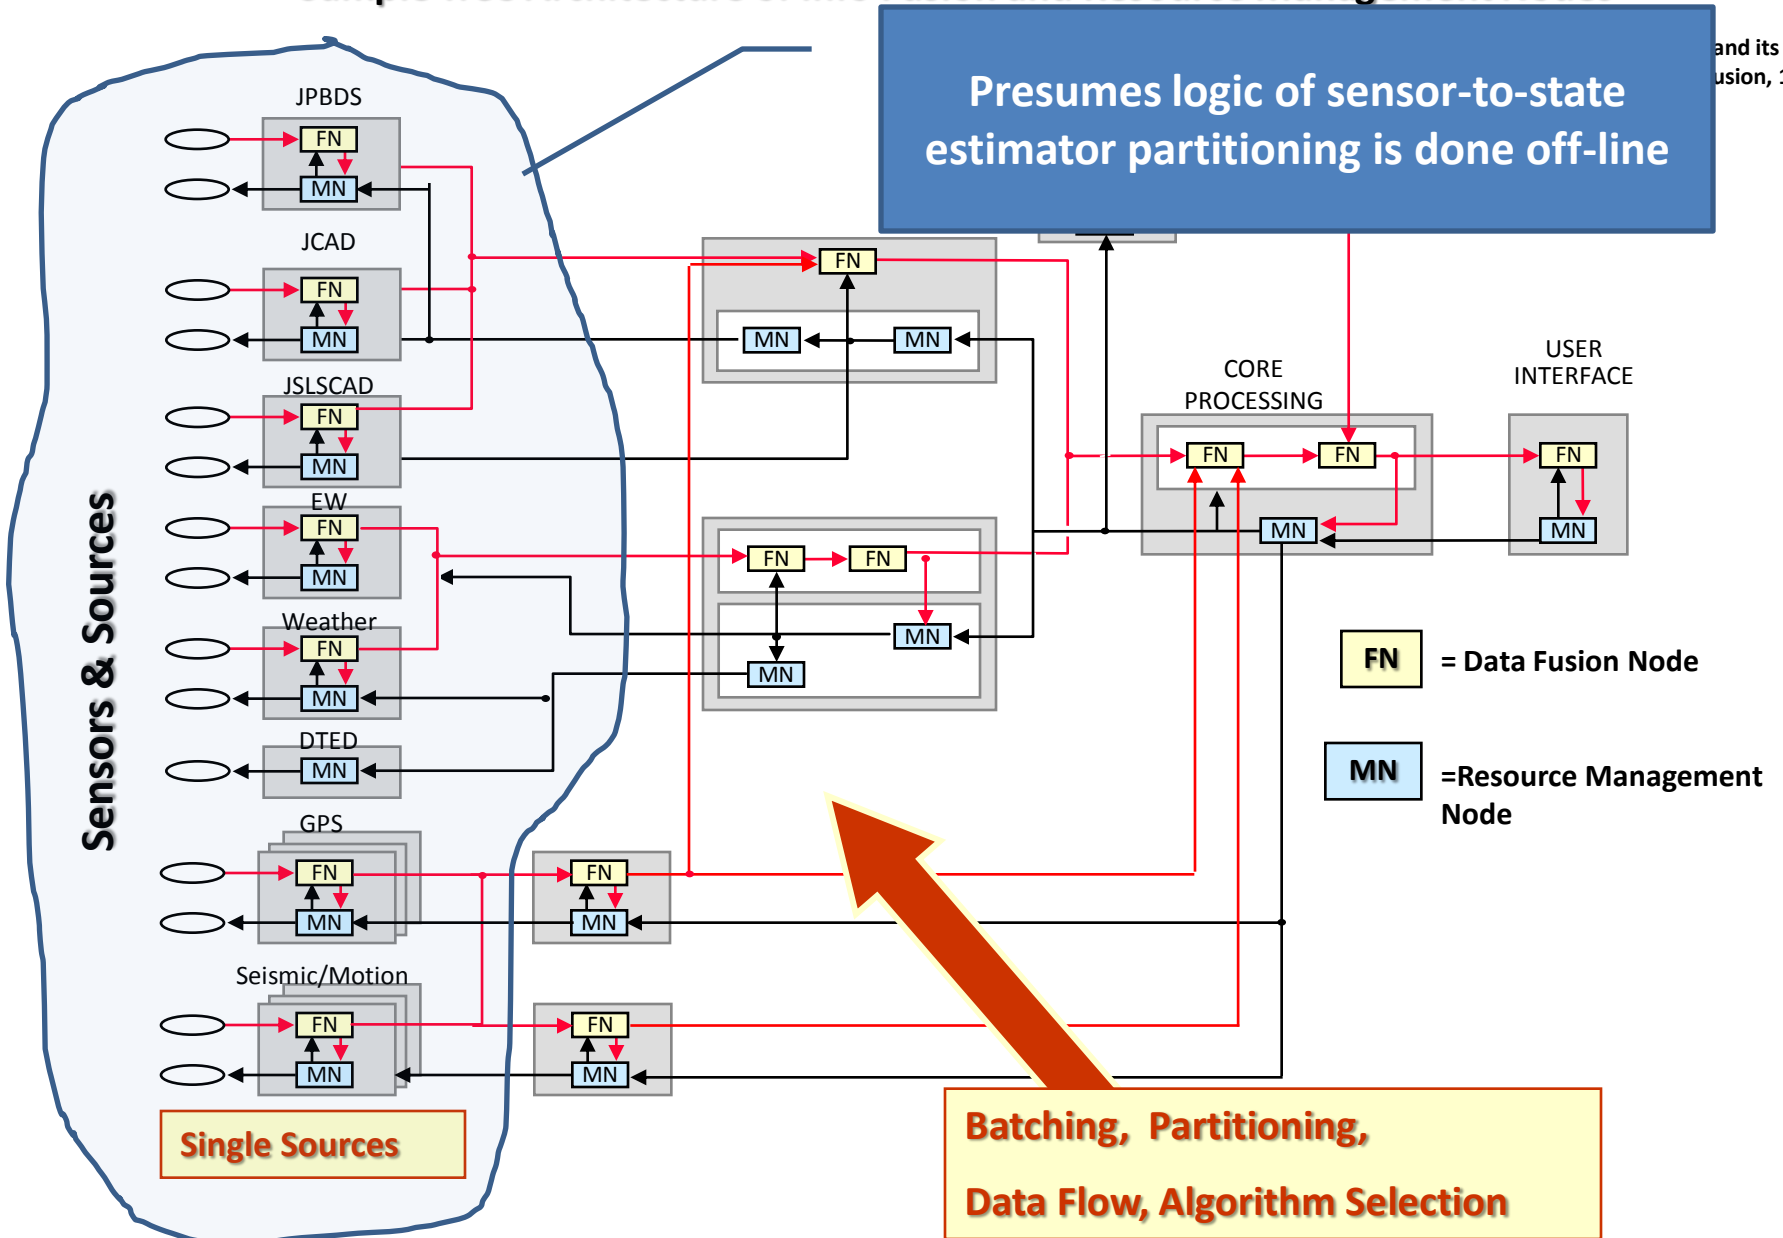 and its
usion, 1
Presumes logic of sensor-to-state
estimator partitioning is done off-line
JPBDS
FN
MN
JCAD
FN
MN
JSLSCAD
FN
MN
EW
FN
MN
Weather
FN
MN
DTED
MN
GPS
FN
MN
Seismic/Motion
FN
MN
Sensors & Sources
Single Sources
FN
MN
MN
FN
FN
MN
MN
FN
MN
FN
MN
CORE
PROCESSING
FN
FN
MN
USER
INTERFACE
FN
MN
FN = Data Fusion Node
MN =Resource Management
Node
Batching, Partitioning,
Data Flow, Algorithm Selection